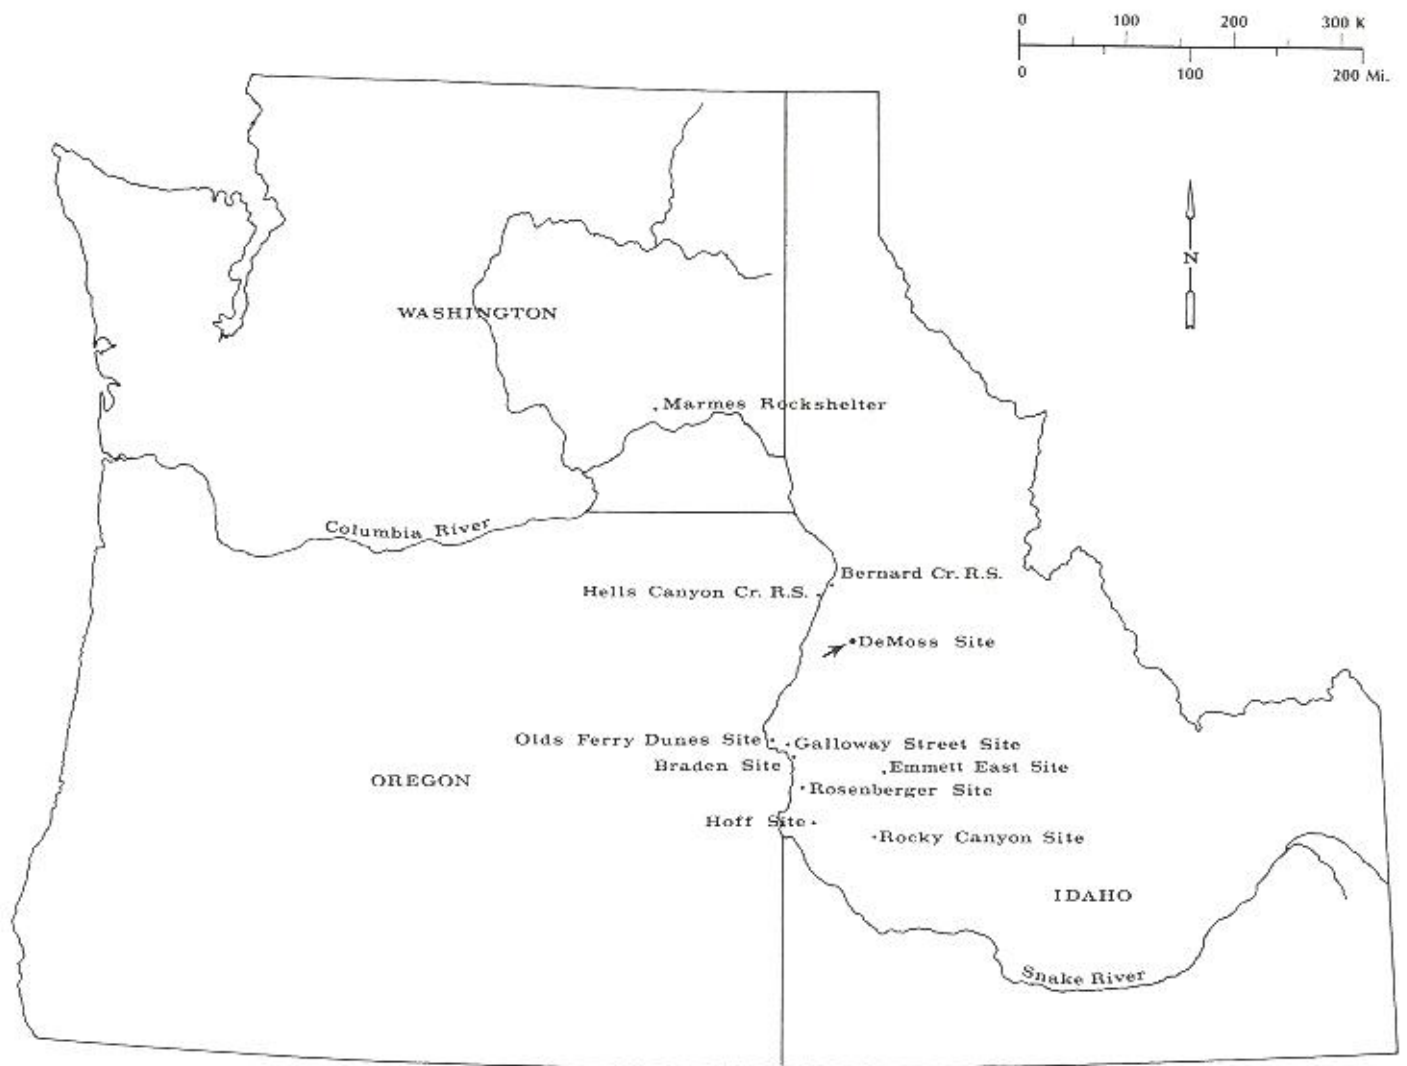 0 100 200 300 K
0 100 200 Mi.
N
WASHINGTON
Marmes Rockshelter
Columbia River
Bernard Cr. R.S.
Hells Canyon Cr. R.S.
DeMoss Site
Olds Ferry Dunes Site
Galloway Street Site
Braden Site
Emmett East Site
OREGON
Rosenberger Site
Hoff Site
Rocky Canyon Site
IDAHO
Snake River